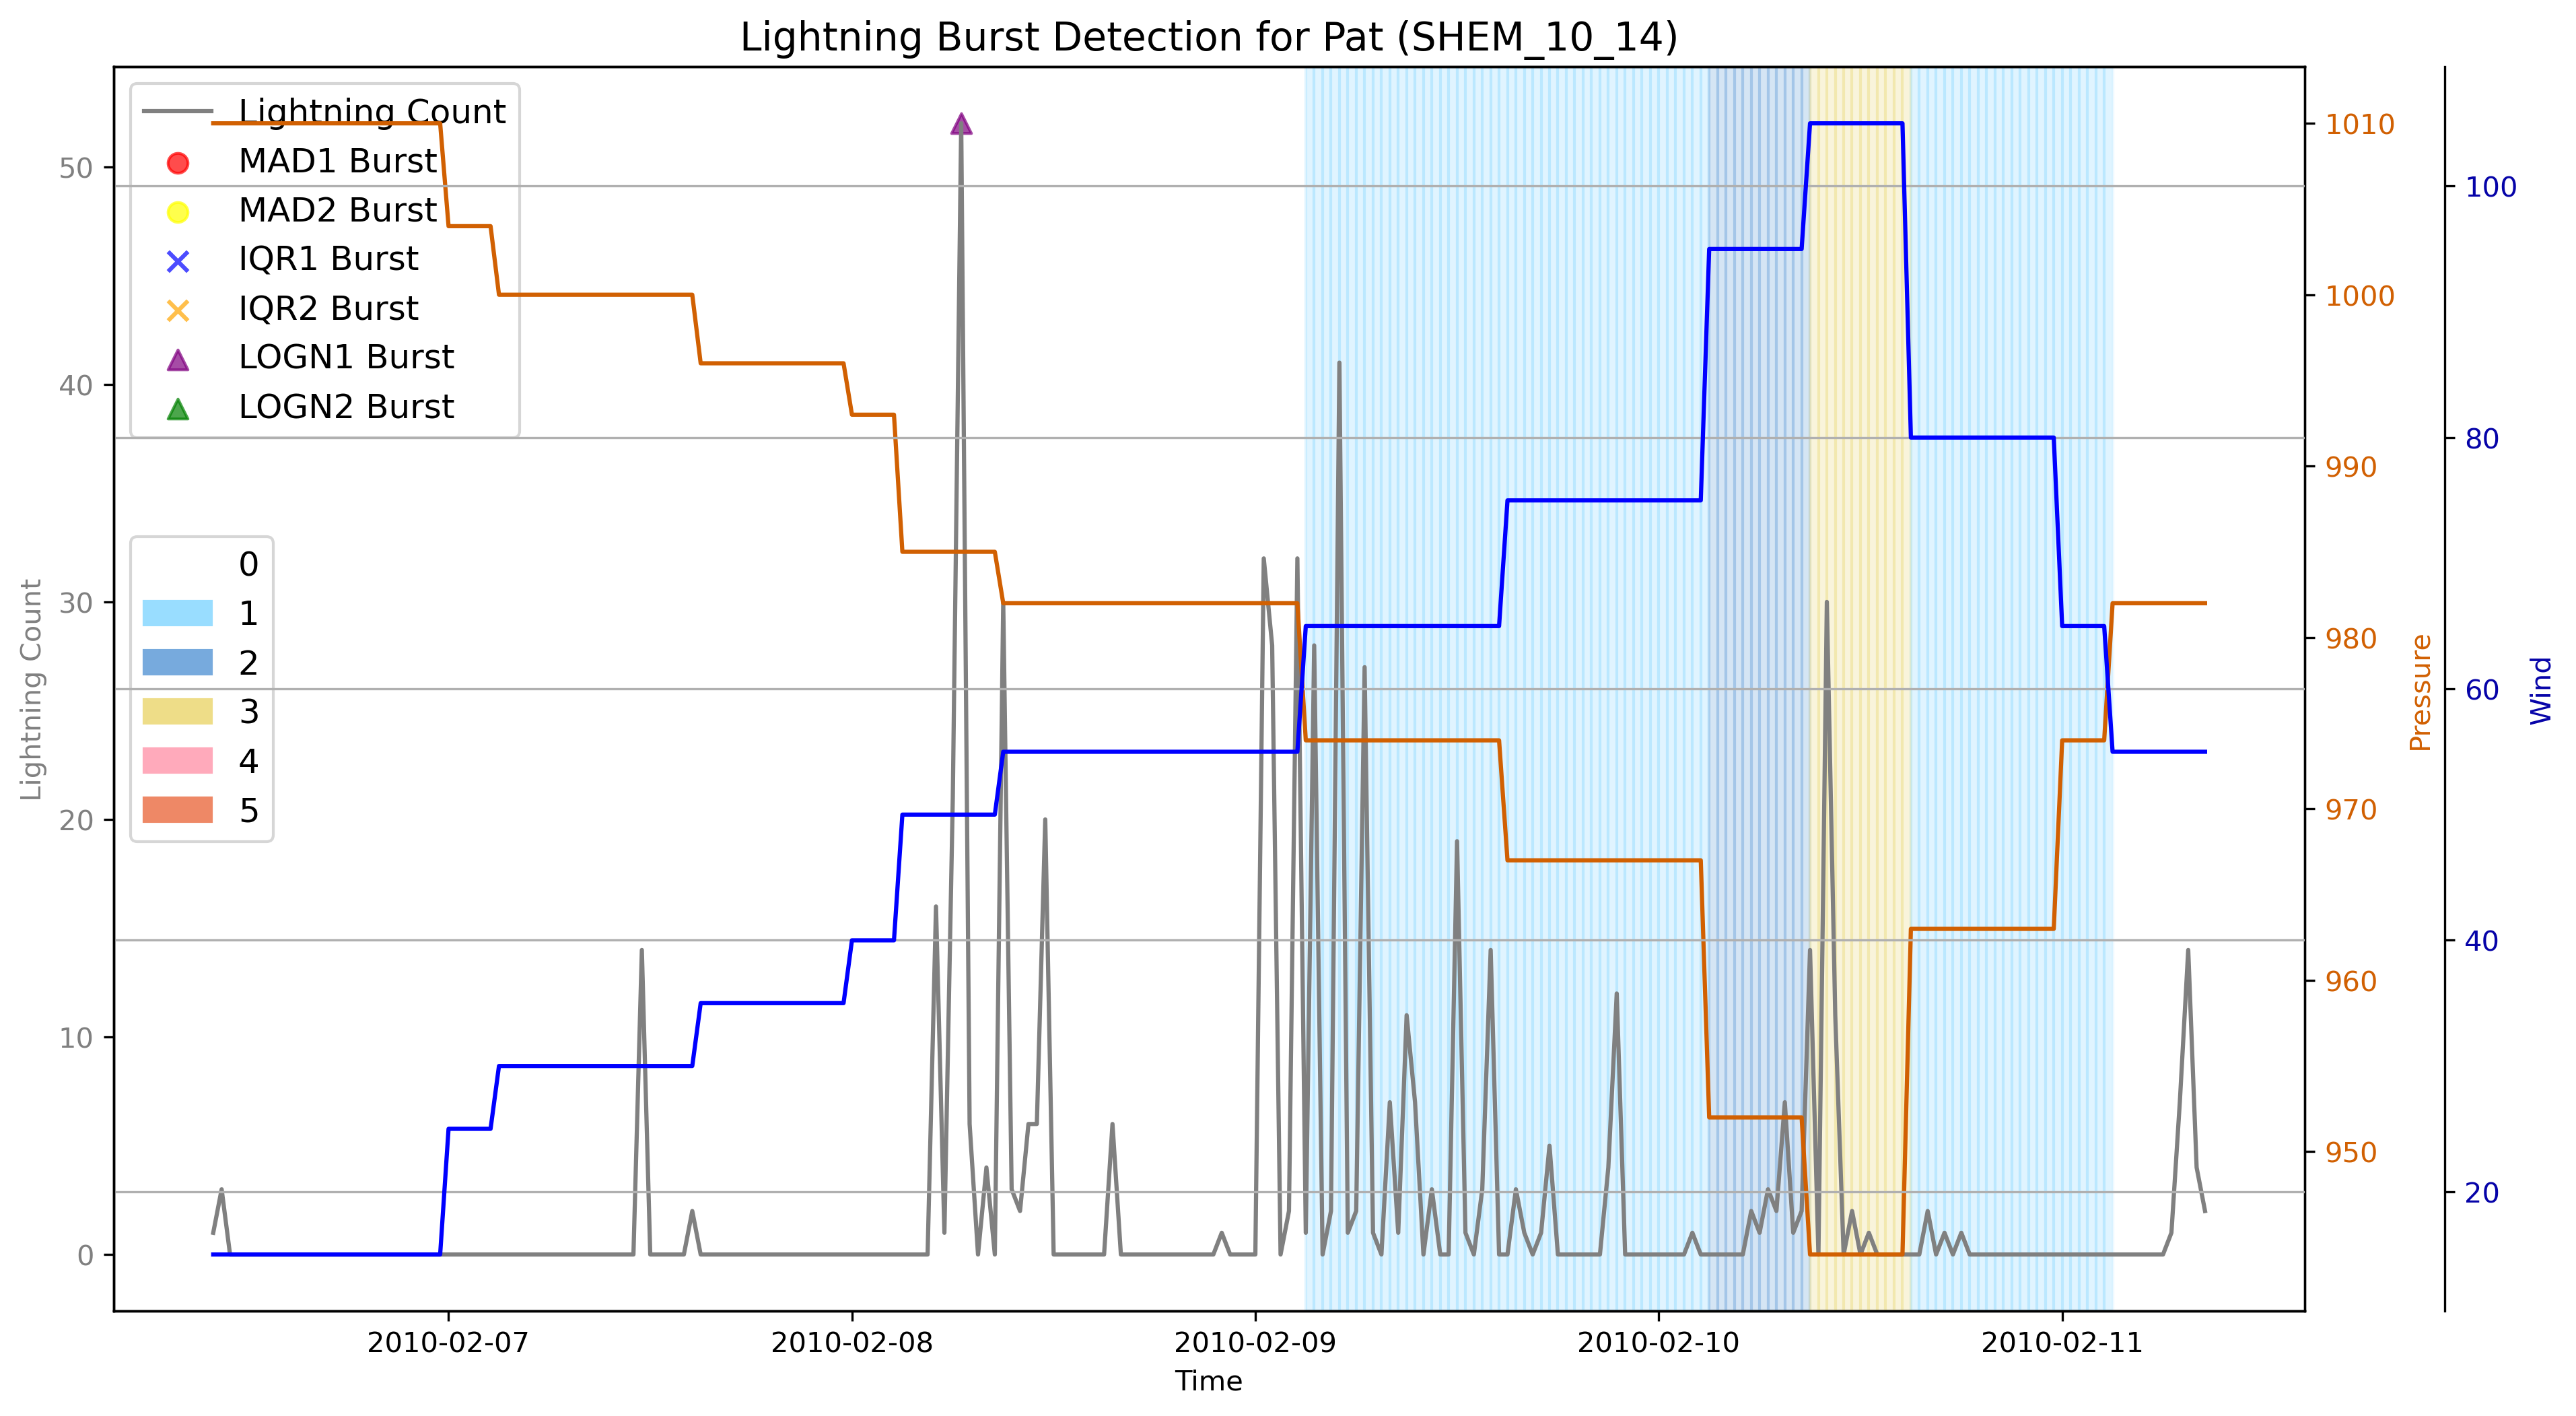 Lightning Burst Detection for Pat (SHEM_10_14)
Lightning Count
MAD1 Burst
MAD2 Burst
IQR1 Burst
IQR2 Burst
LOGN1 Burst
LOGN2 Burst
0
1
2
3
4
5
Lightning Count
50
40
30
20
10
0
1010
1000
990
980
970
960
950
Pressure
100
80
60
40
20
Wind
2010-02-07
2010-02-08
2010-02-09
2010-02-10
2010-02-11
Time